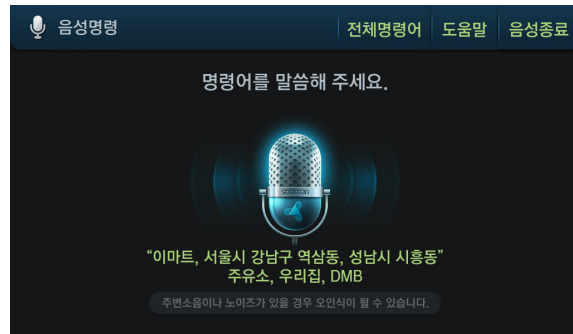 음성명령 전체명령어 도움말 음성종료
명령어를 말씀해 주세요.
"이마트, 서울시 강남구 역삼동, 성남시 시흥동"
주유소, 우리집, DMB
주변소음이나 노이즈가 있을 경우 오인식이 될 수 있습니다.